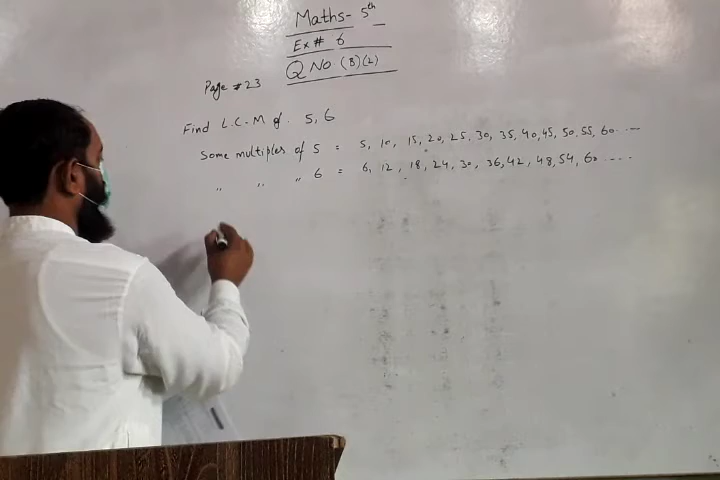 Maths- 5th
Ex # 6
Q No (B)(2)
Page # 23
Find L.C.M of. 5, 6
Some multiples of 5 = 5, 10, 15, 20, 25, 30, 35, 40, 45, 50, 55, 60 ----
" " " 6 = 6, 12, 18, 24, 30, 36, 42, 48, 54, 60 ----